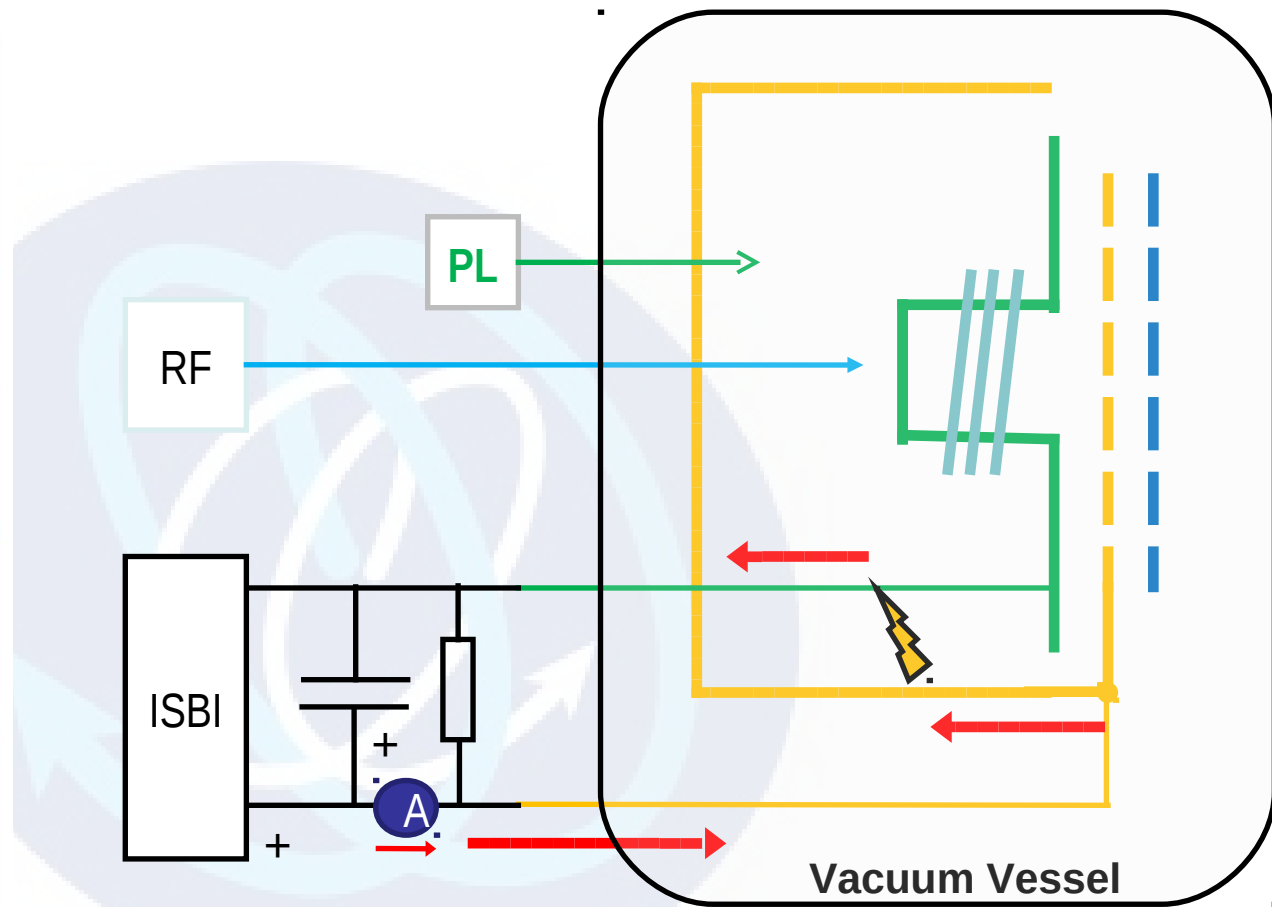 PL
RF
ISBI
+
A
+
Vacuum Vessel